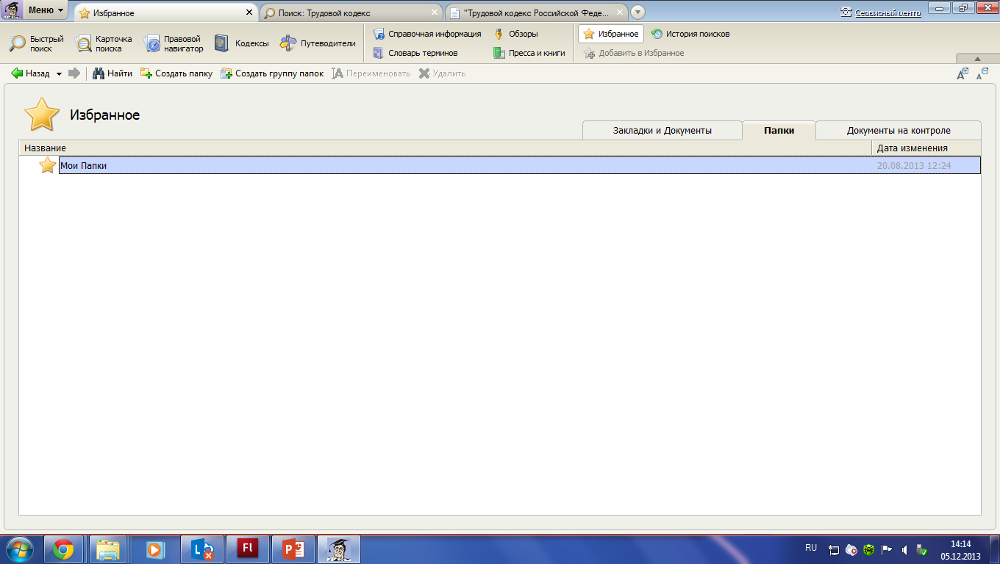 Меню
Избранное
Поиск: Трудовой кодекс
"Трудовой кодекс Российской Феде...
Сервисный центр
Быстрый
поиск
Карточка
поиска
Правовой
навигатор
Кодексы
Путеводители
Справочная информация
Словарь терминов
Обзоры
Пресса и книги
Избранное
История поисков
Добавить в Избранное
Назад
Найти
Создать папку
Создать группу папок
Переименовать
Удалить
Избранное
Закладки и Документы
Папки
Документы на контроле
Название
Дата изменения
Мои Папки
20.08.2013 12:24
RU
14:14
05.12.2013